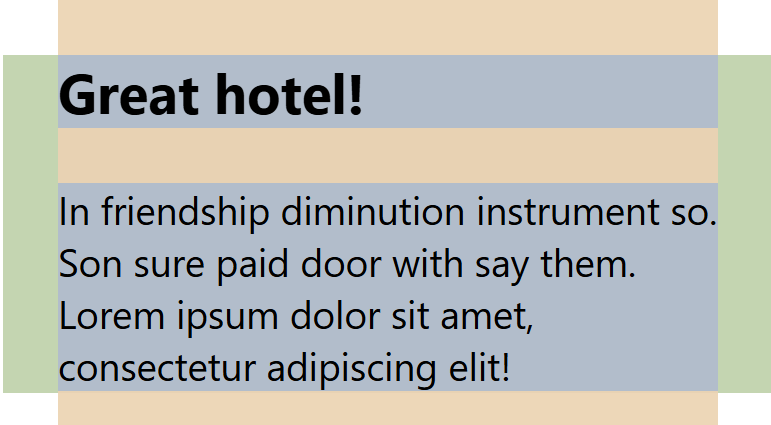 Great hotel!
In friendship diminution instrument so.
Son sure paid door with say them.
Lorem ipsum dolor sit amet,
consectetur adipiscing elit!